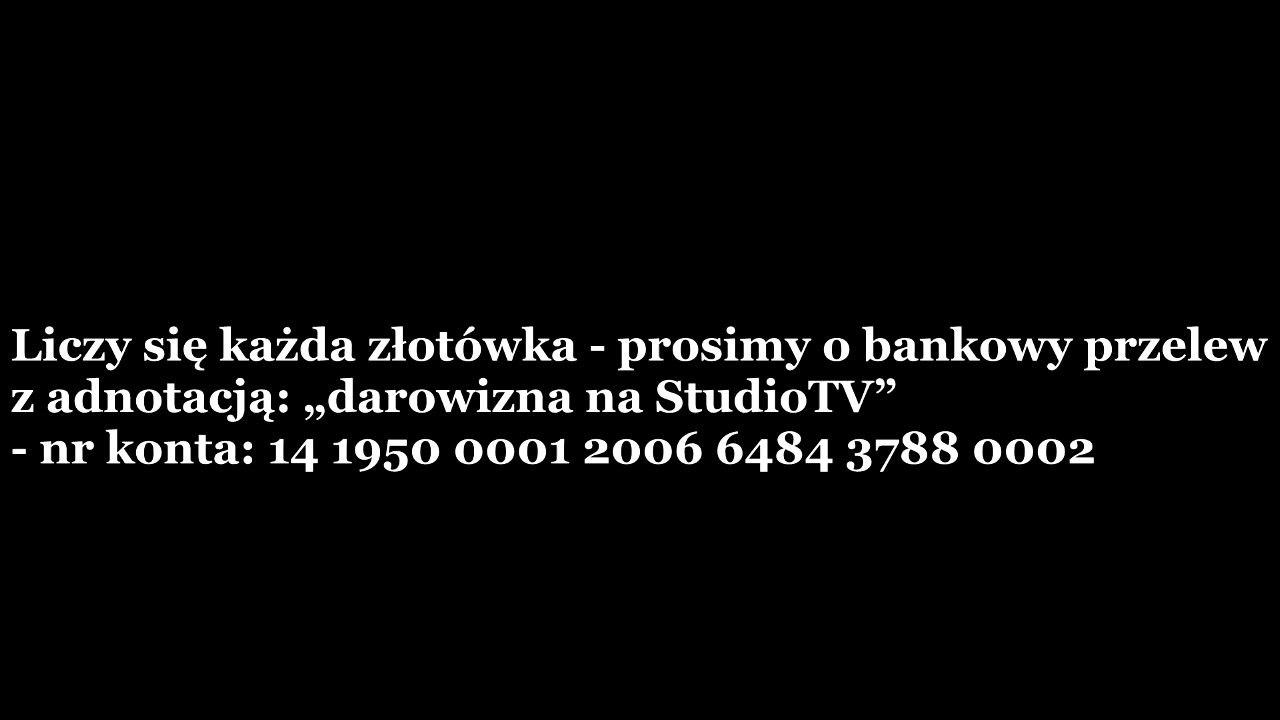 Liczy się każda złotówka - prosimy o bankowy przelew
z adnotacją: „darowizna na StudioTV”
- nr konta: 14 1950 0001 2006 6484 3788 0002